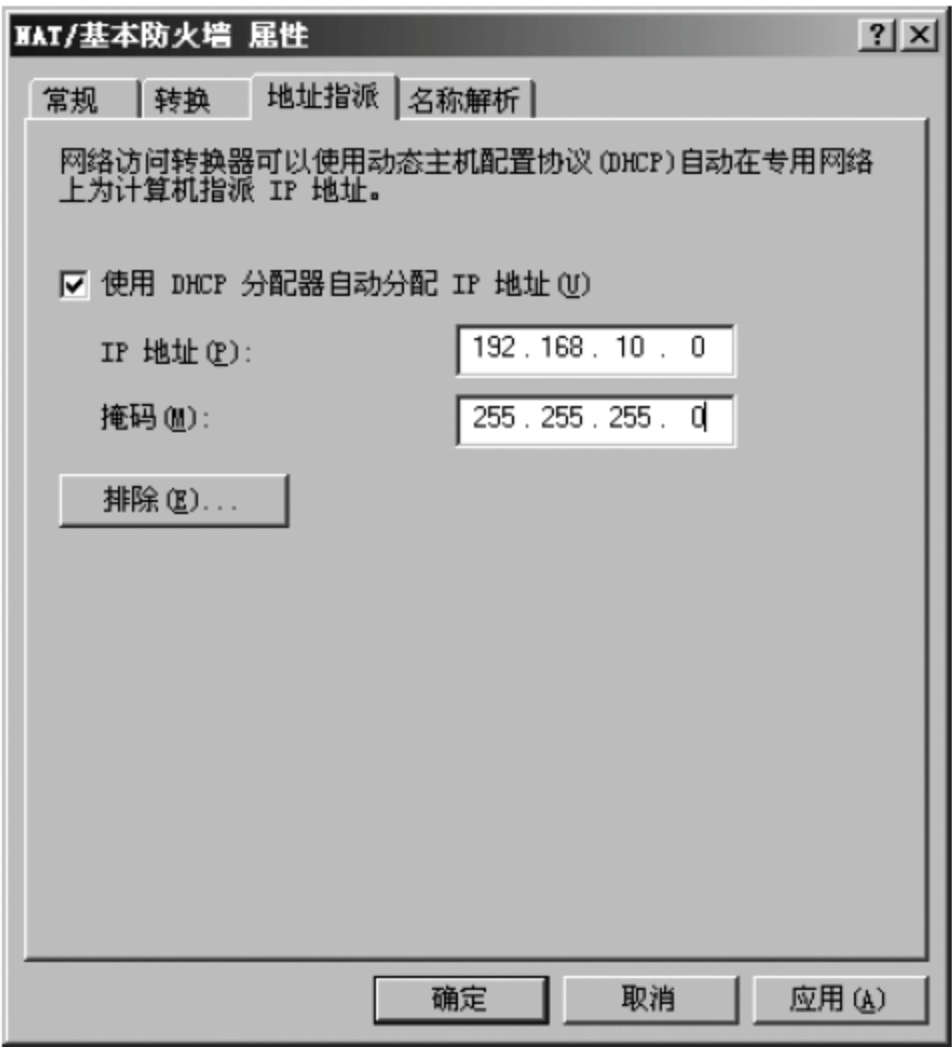 NAT/基本防火墙 属性
常规 转换 地址指派 名称解析
网络访问转换器可以使用动态主机配置协议(DHCP)自动在专用网络
上为计算机指派 IP 地址。
使用 DHCP 分配器自动分配 IP 地址(U)
IP 地址(P): 192 . 168 . 10 . 0
掩码(M): 255 . 255 . 255 . 0
排除(E)...
确定 取消 应用(A)